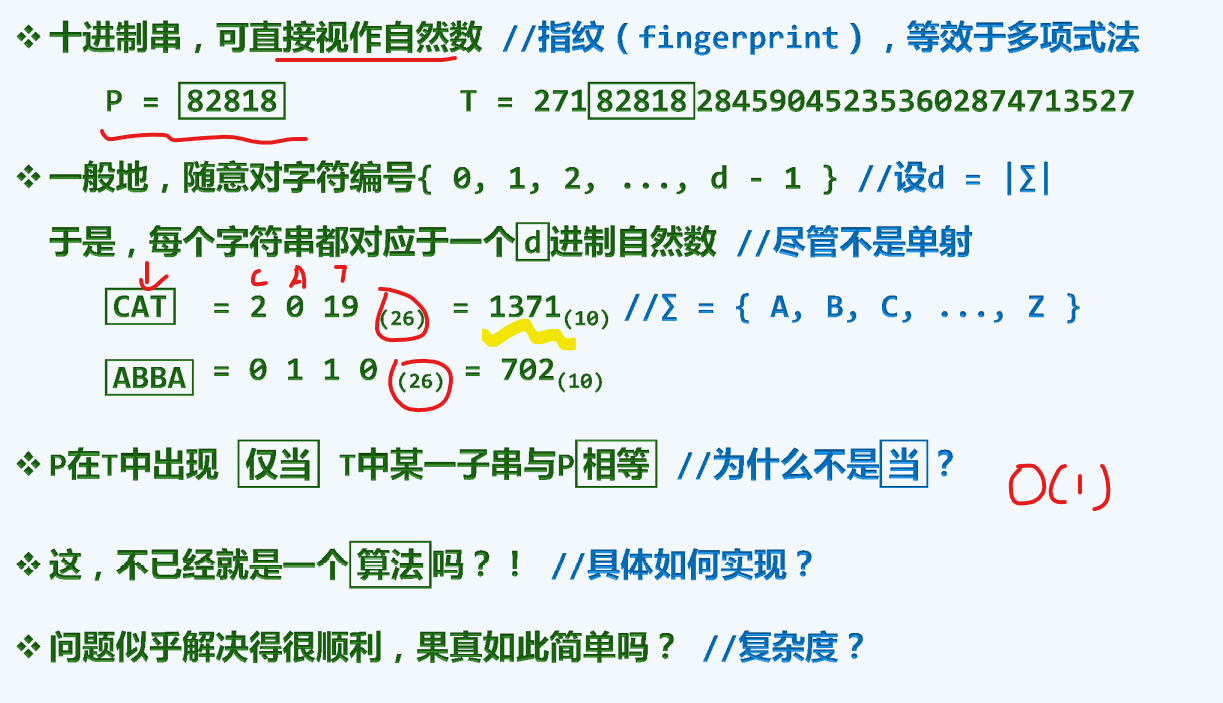 ❖ 十进制串，可直接视作自然数 //指纹（fingerprint），等效于多项式法
P = 82818 T = 271828182845904523536028747​13527
❖ 一般地，随意对字符编号{ 0, 1, 2, ..., d - 1 } //设d = |∑|
于是，每个字符串都对应于一个d进制自然数 //尽管不是单射
C A T
CAT = 2 0 19 (26) = 1371(10) //∑ = { A, B, C, ..., Z }
ABBA = 0 1 1 0 (26) = 702(10)
❖ P在T中出现 仅当 T中某一子串与P相等 //为什么不是当？
O(1)
❖ 这，不已经就是一个算法吗？！ //具体如何实现？
❖ 问题似乎解决得很顺利，果真如此简单吗？ //复杂度？